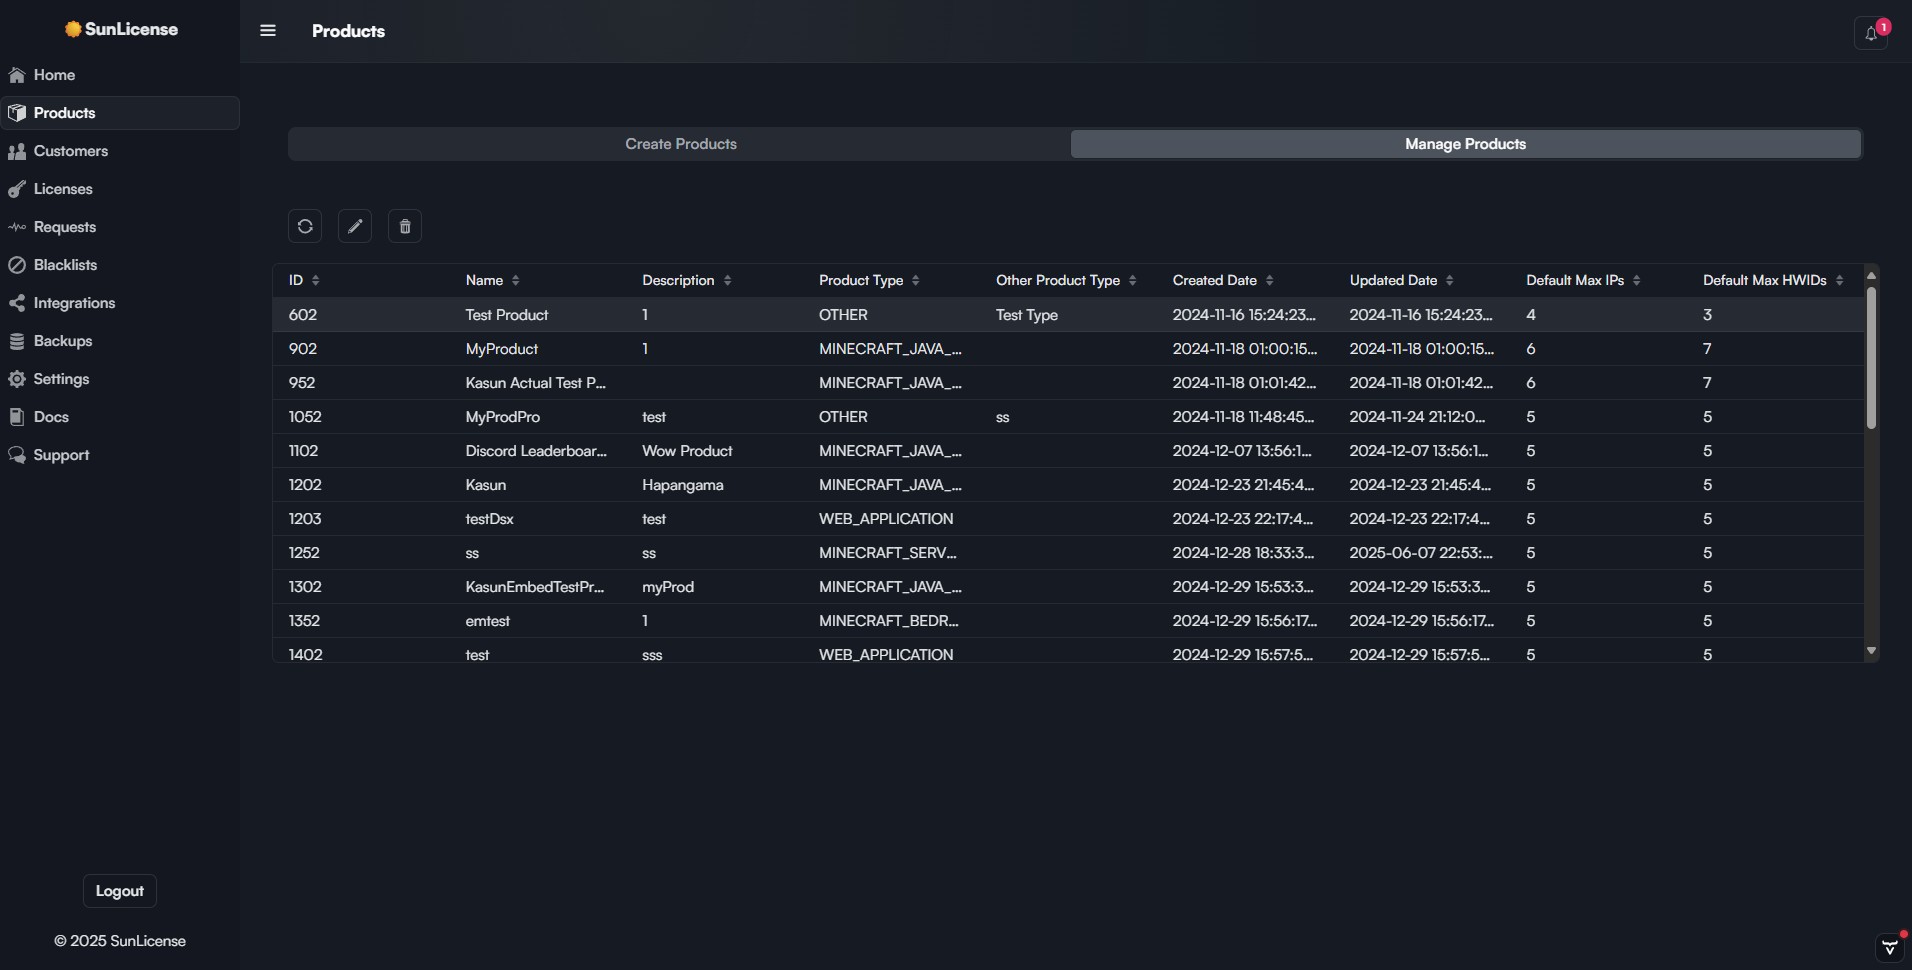 SunLicense
Products
1
Home
Products
Customers
Licenses
Requests
Blacklists
Integrations
Backups
Settings
Docs
Support
Create Products
Manage Products
ID Name Description Product Type Other Product Type Created Date Updated Date Default Max IPs Default Max HWIDs
602 Test Product 1 OTHER Test Type 2024-11-16 15:24:23... 2024-11-16 15:24:23... 4 3
902 MyProduct 1 MINECRAFT_JAVA_... 2024-11-18 01:00:15... 2024-11-18 01:00:15... 6 7
952 Kasun Actual Test P... MINECRAFT_JAVA_... 2024-11-18 01:01:42... 2024-11-18 01:01:42... 6 7
1052 MyProdPro test OTHER ss 2024-11-18 11:48:45... 2024-11-24 21:12:0... 5 5
1102 Discord Leaderboar... Wow Product MINECRAFT_JAVA_... 2024-12-07 13:56:1... 2024-12-07 13:56:1... 5 5
1202 Kasun Hapangama MINECRAFT_JAVA_... 2024-12-23 21:45:4... 2024-12-23 21:45:4... 5 5
1203 testDsx test WEB_APPLICATION 2024-12-23 22:17:4... 2024-12-23 22:17:4... 5 5
1252 ss ss MINECRAFT_SERV... 2024-12-28 18:33:3... 2025-06-07 22:53:... 5 5
1302 KasunEmbedTestPr... myProd MINECRAFT_JAVA_... 2024-12-29 15:53:3... 2024-12-29 15:53:3... 5 5
1352 emtest 1 MINECRAFT_BEDR... 2024-12-29 15:56:17... 2024-12-29 15:56:17... 5 5
1402 test sss WEB_APPLICATION 2024-12-29 15:57:5... 2024-12-29 15:57:5... 5 5
Logout
© 2025 SunLicense